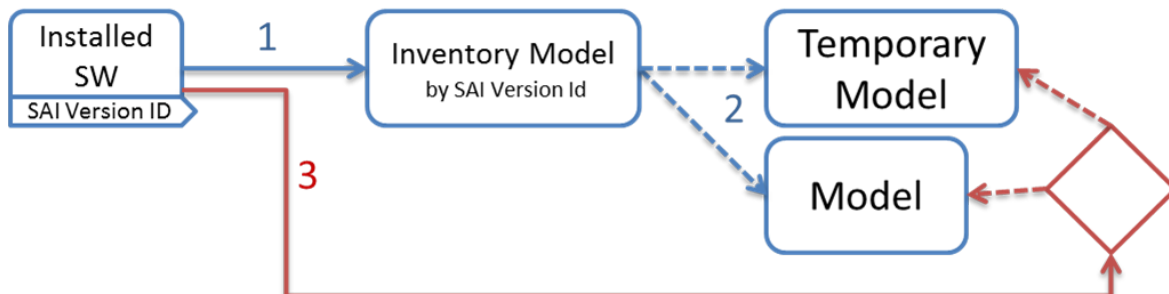 Installed
SW
SAI Version ID
1
Inventory Model
by SAI Version Id
2
Temporary
Model
Model
3